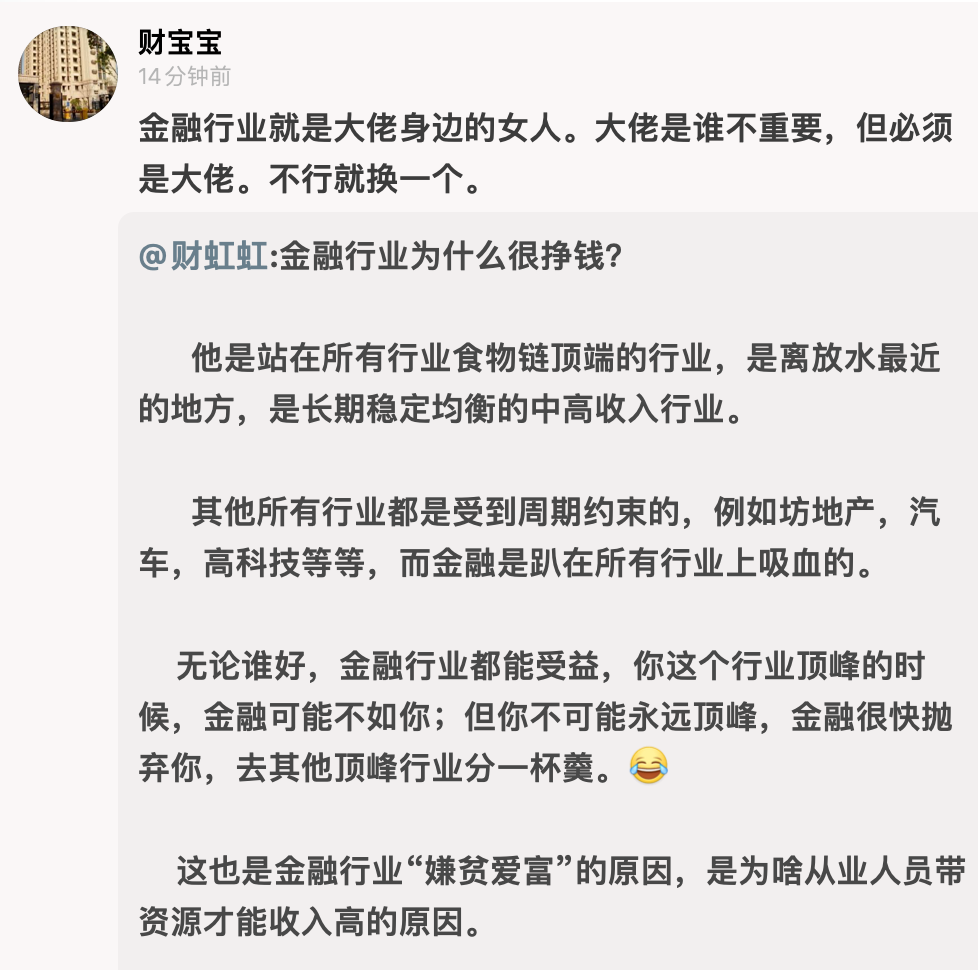 财宝宝
14分钟前
金融行业就是大佬身边的女人。大佬是谁不重要，但必须
是大佬。不行就换一个。
@财虹虹:金融行业为什么很挣钱？
他是站在所有行业食物链顶端的行业，是离放水最近
的地方，是长期稳定均衡的中高收入行业。
其他所有行业都是受到周期约束的，例如坊地产，汽
车，高科技等等，而金融是趴在所有行业上吸血的。
无论谁好，金融行业都能受益，你这个行业顶峰的时
候，金融可能不如你；但你不可能永远顶峰，金融很快抛
弃你，去其他顶峰行业分一杯羹。😂
这也是金融行业“嫌贫爱富”的原因，是为啥从业人员带
资源才能收入高的原因。